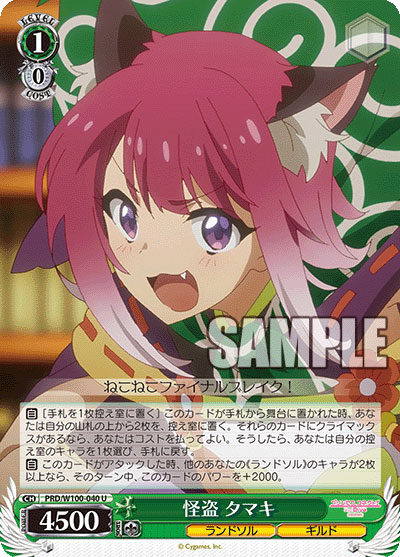 LEVEL
1
0
COST
SAMPLE
ねこねこファイナルブレイク！
自 [手札を1枚控え室に置く] このカードが手札から舞台に置かれた時、あな
たは自分の山札の上から2枚を、控え室に置く。それらのカードにクライマッ
クスがあるなら、あなたはコストを払ってよい。そうしたら、あなたは自分の控
え室のキャラを1枚選び、手札に戻す。
自 このカードがアタックした時、他のあなたの《ランドソル》のキャラが2枚
以上なら、そのターン中、このカードのパワーを+2000。
CH PRD/W100-040 U
POWER
4500
怪盗 タマキ
ランドソル
ギルド
© Cygames, Inc.